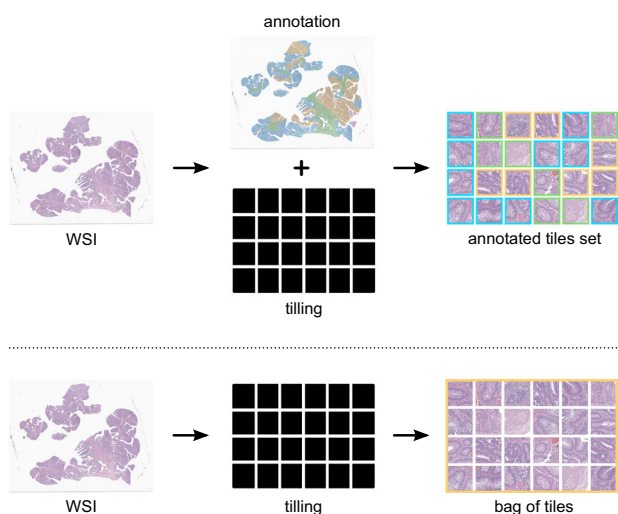 annotation
WSI
annotated tiles set
tilling
WSI
tilling
bag of tiles